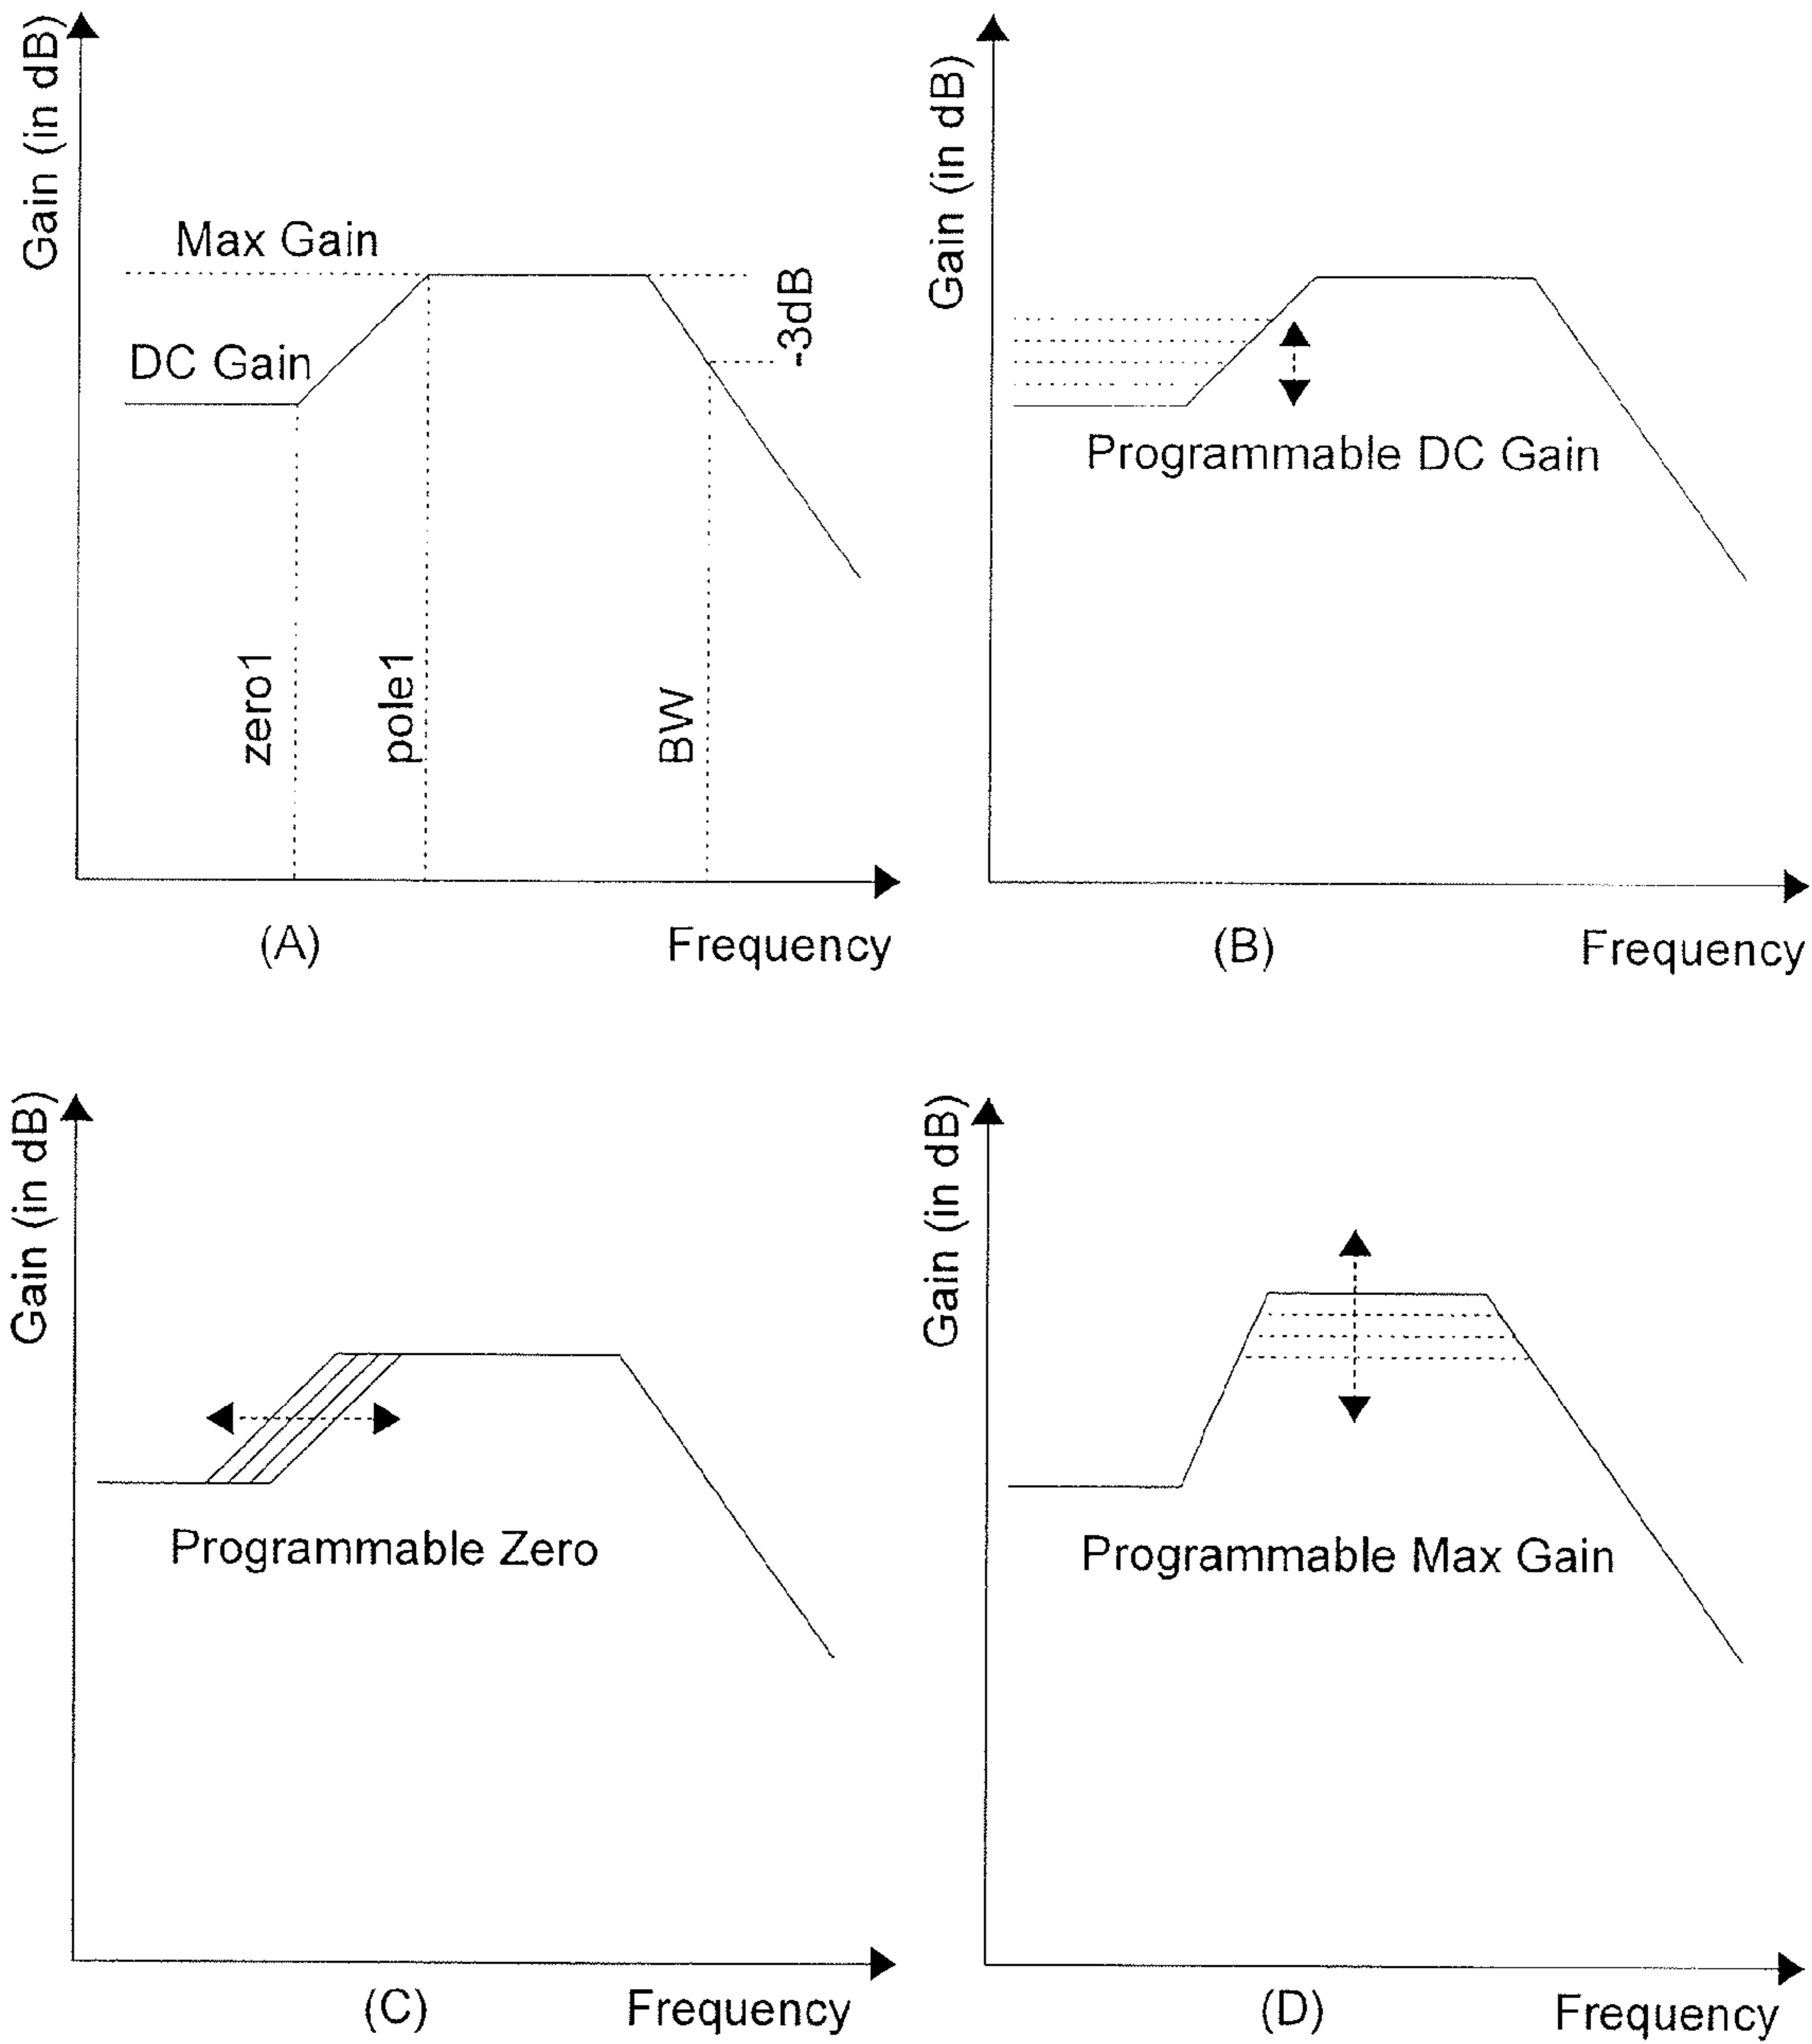 Gain (in dB)
Max Gain
DC Gain
-3dB
zero1
pole1
BW
(A)
Frequency
Gain (in dB)
Programmable DC Gain
(B)
Frequency
Gain (in dB)
Programmable Zero
(C)
Frequency
Gain (in dB)
Programmable Max Gain
(D)
Frequency